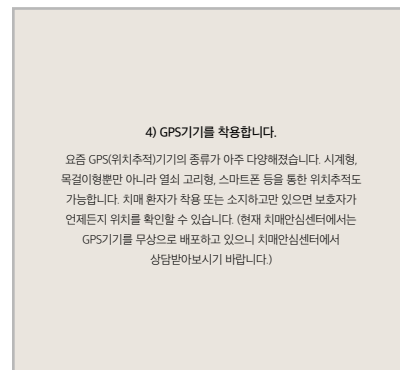 4) GPS기기를 착용합니다.
요즘 GPS(위치추적)기기의 종류가 아주 다양해졌습니다. 시계형,
목걸이형뿐만 아니라 열쇠 고리형, 스마트폰 등을 통한 위치추적도
가능합니다. 치매 환자가 착용 또는 소지하고만 있으면 보호자가
언제든지 위치를 확인할 수 있습니다. (현재 치매안심센터에서는
GPS기기를 무상으로 배포하고 있으니 치매안심센터에서
상담받아보시기 바랍니다.)